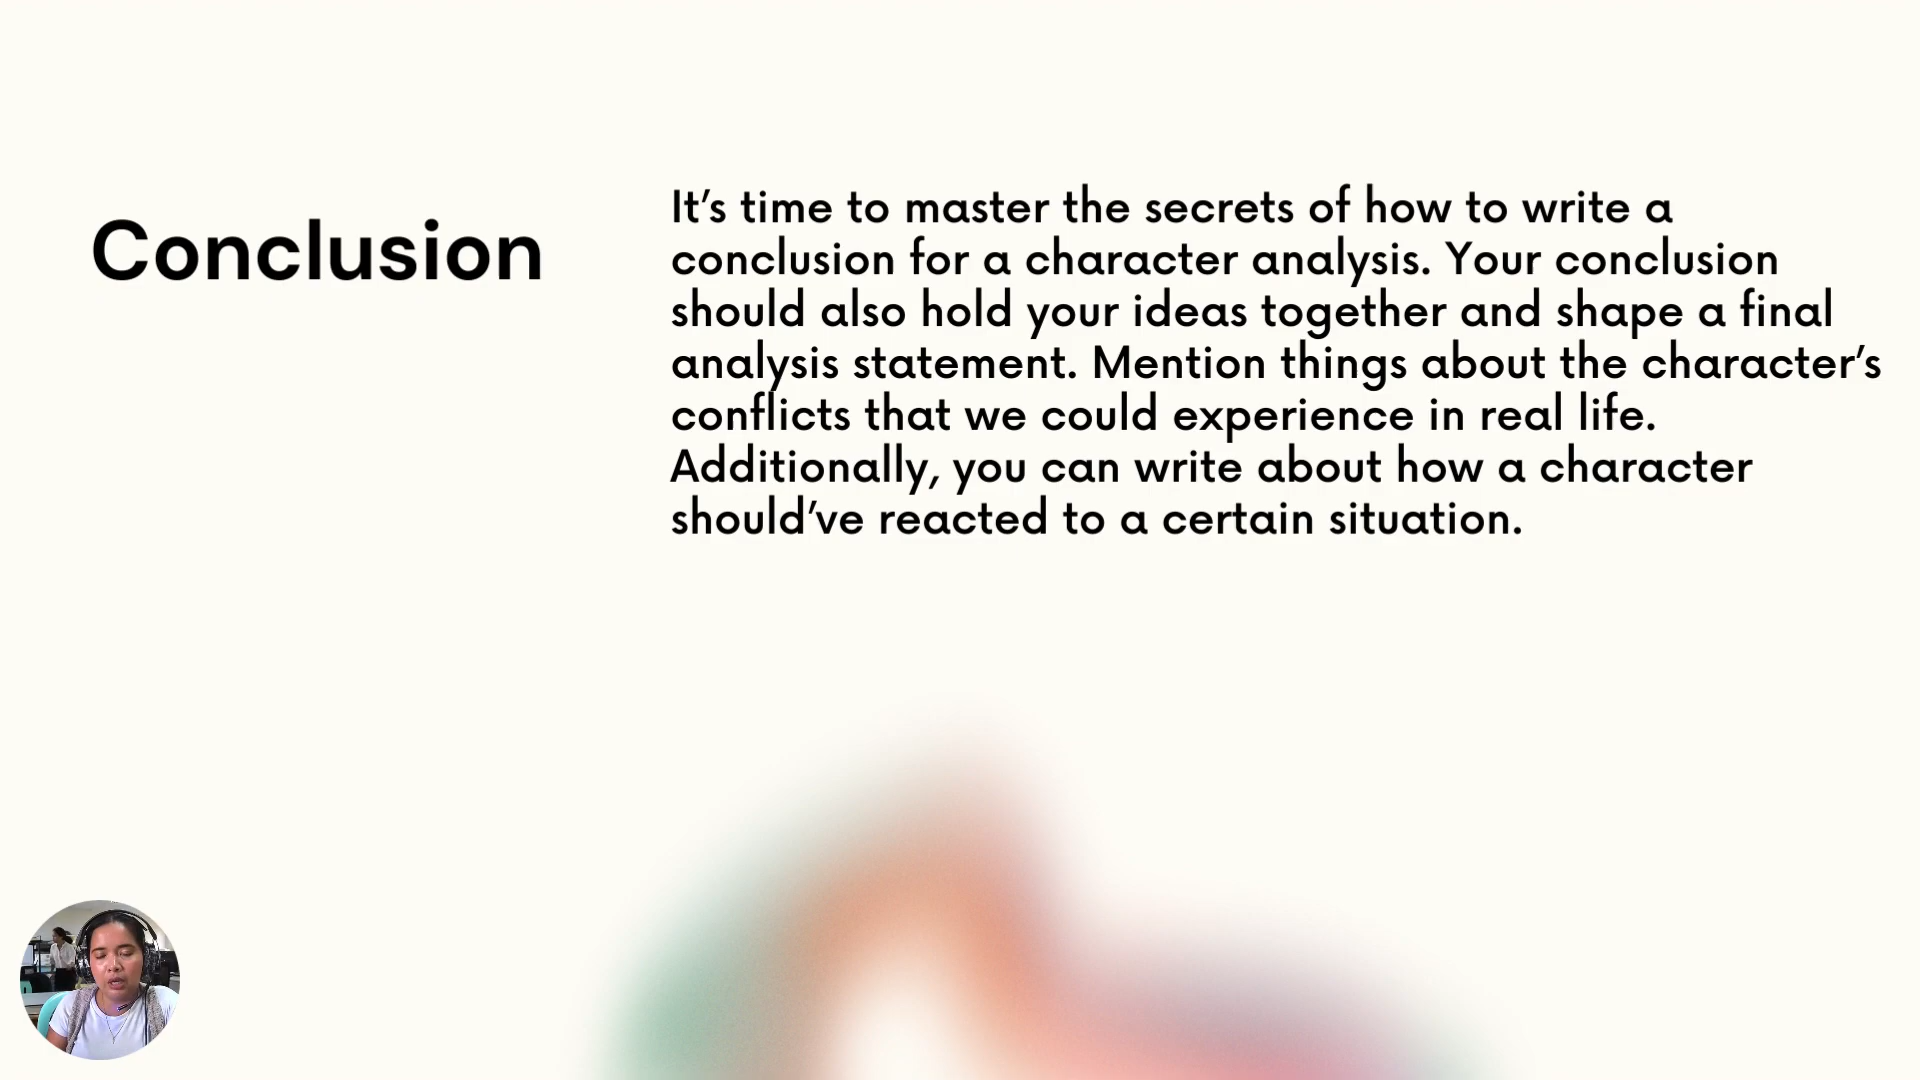 Conclusion
It’s time to master the secrets of how to write a
conclusion for a character analysis. Your conclusion
should also hold your ideas together and shape a final
analysis statement. Mention things about the character’s
conflicts that we could experience in real life.
Additionally, you can write about how a character
should’ve reacted to a certain situation.